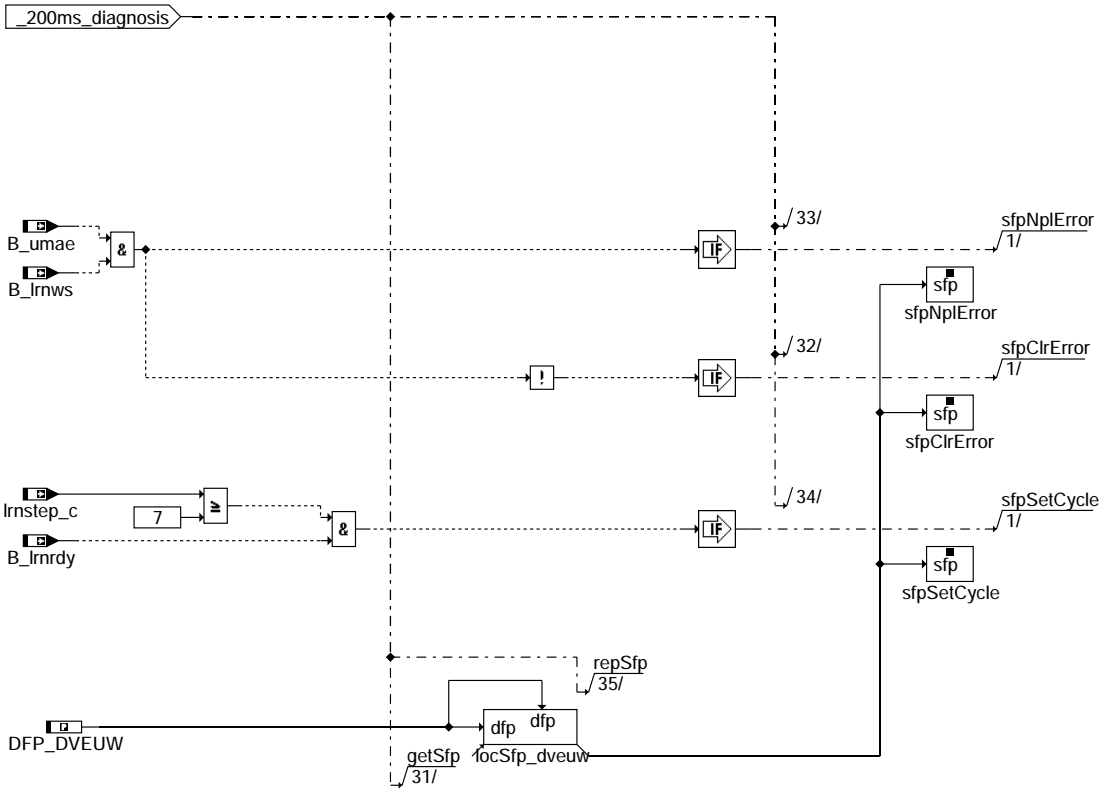 _200ms_diagnosis
33/
sfpNplError
1/
B_umae
&
IF
B_lrnws
sfp
sfpNplError
32/
sfpClrError
1/
!
IF
sfp
sfpClrError
34/
sfpSetCycle
1/
lrnstep_c
≥
7
&
IF
B_lrnrdy
sfp
sfpSetCycle
repSfp
35/
dfp
dfp
DFP_DVEUW
getSfp
31/
locSfp_dveuw